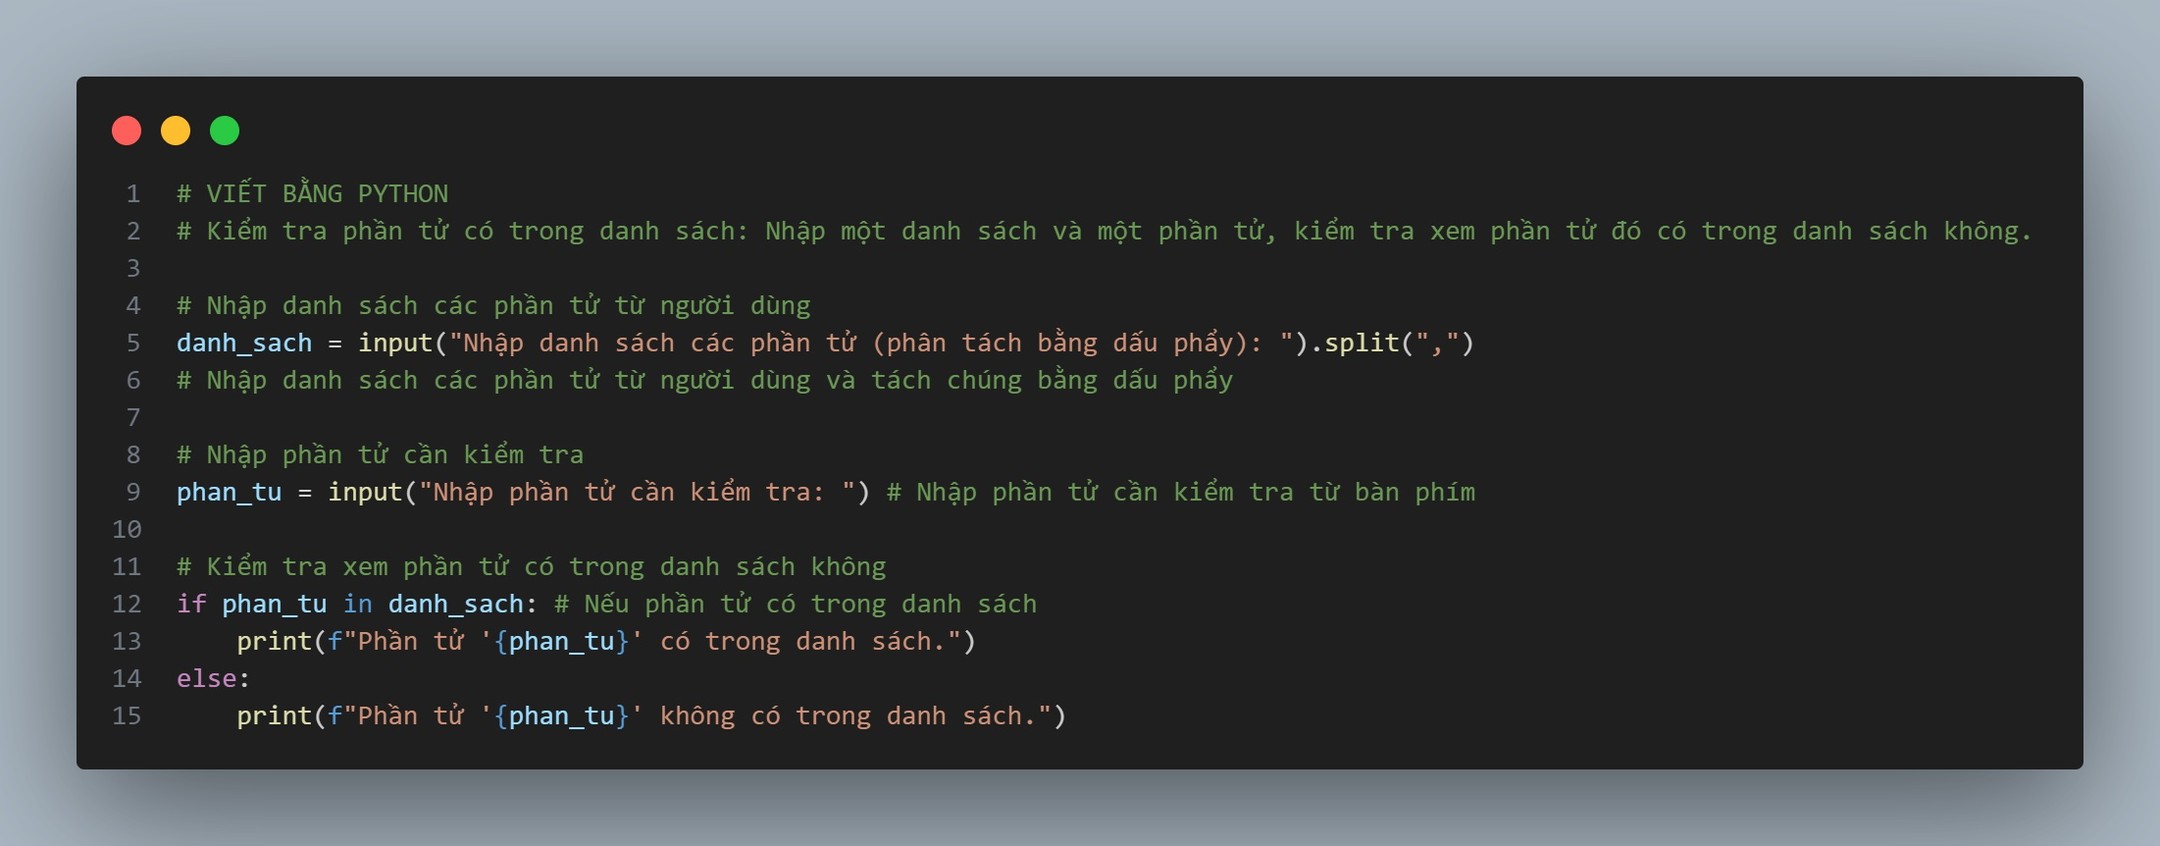 1 # VIẾT BẰNG PYTHON
2 # Kiểm tra phần tử có trong danh sách: Nhập một danh sách và một phần tử, kiểm tra xem phần tử đó có trong danh sách không.
3
4 # Nhập danh sách các phần tử từ người dùng
5 danh_sach = input("Nhập danh sách các phần tử (phân tách bằng dấu phẩy): ").split(",")
6 # Nhập danh sách các phần tử từ người dùng và tách chúng bằng dấu phẩy
7
8 # Nhập phần tử cần kiểm tra
9 phan_tu = input("Nhập phần tử cần kiểm tra: ") # Nhập phần tử cần kiểm tra từ bàn phím
10
11 # Kiểm tra xem phần tử có trong danh sách không
12 if phan_tu in danh_sach: # Nếu phần tử có trong danh sách
13     print(f"Phần tử '{phan_tu}' có trong danh sách.")
14 else:
15     print(f"Phần tử '{phan_tu}' không có trong danh sách.")